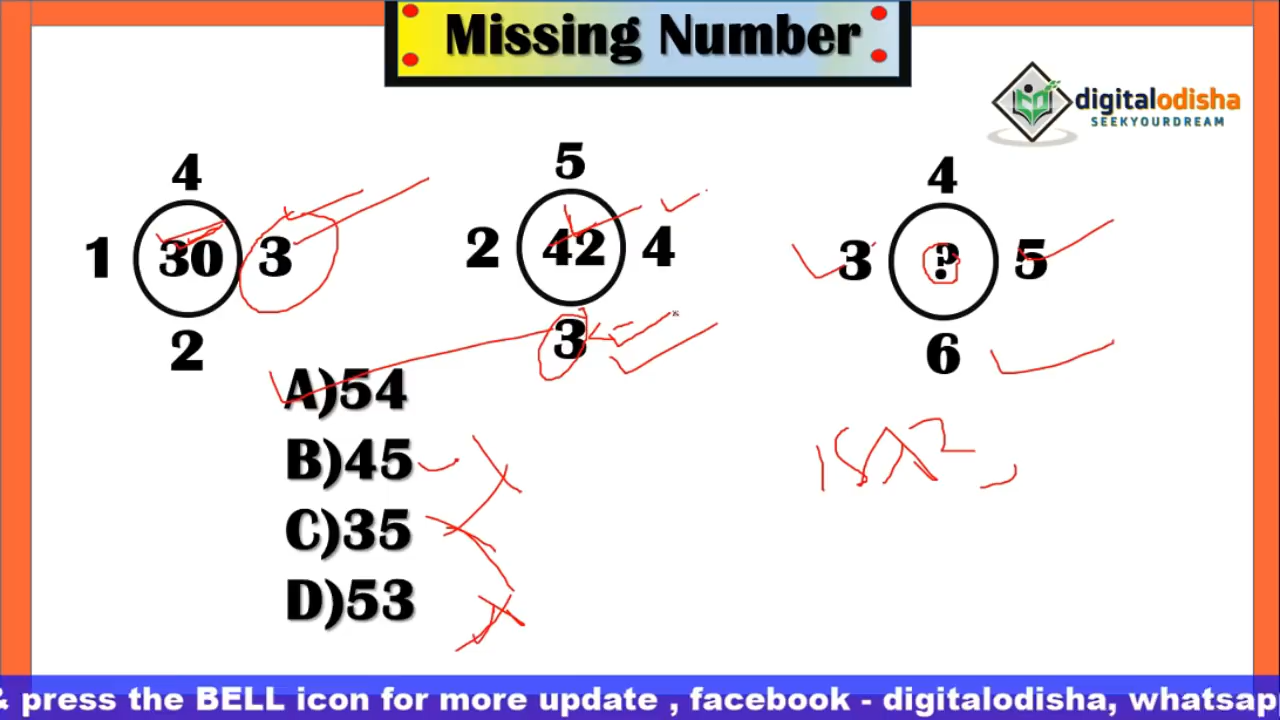 Missing Number
digitalodisha
SEEKYOURDREAM
4 5 4
1 30 3 2 42 4 3 ? 5
2 3 6
A)54
B)45
C)35
D)53
& press the BELL icon for more update , facebook - digitalodisha, whatsap